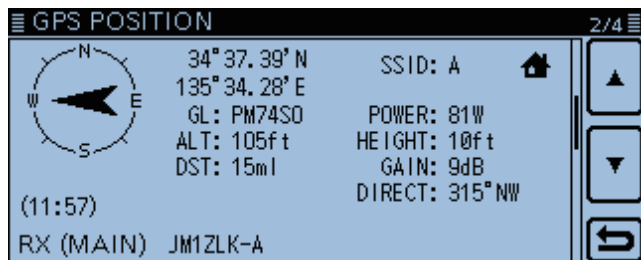 GPS POSITION 2/4
N
W E
S
34°37.39'N
135°34.28'E
GL: PM74SO
ALT: 105ft
DST: 15ml
SSID: A
POWER: 81W
HEIGHT: 10ft
GAIN: 9dB
DIRECT: 315°NW
(11:57)
RX (MAIN) JM1ZLK-A